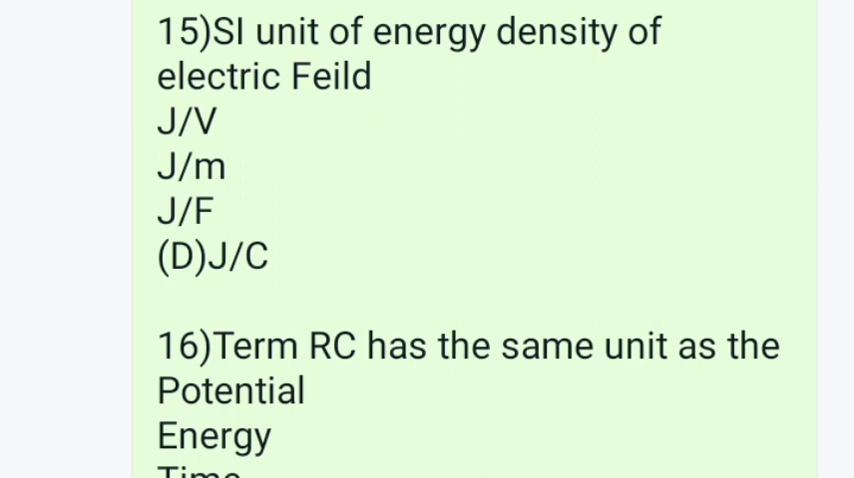 15)SI unit of energy density of
electric Feild
J/V
J/m
J/F
(D)J/C
16)Term RC has the same unit as the
Potential
Energy
Time